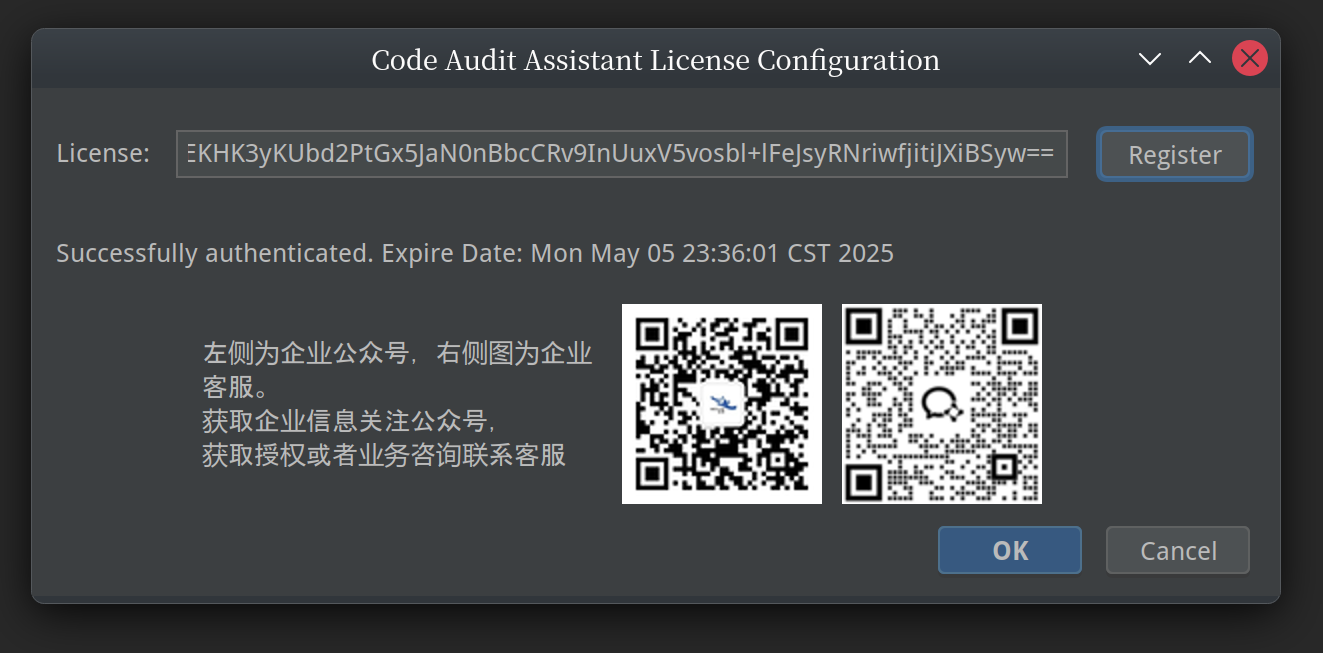 Code Audit Assistant License Configuration
License: EKHK3yKUbd2PtGx5JaN0nBbcCRv9InUuxV5vosbl+lFeJsyRNriwfjitiJXiBSyw== Register
Successfully authenticated. Expire Date: Mon May 05 23:36:01 CST 2025
左侧为企业公众号，右侧图为企业
客服。
获取企业信息关注公众号，
获取授权或者业务咨询联系客服
OK Cancel